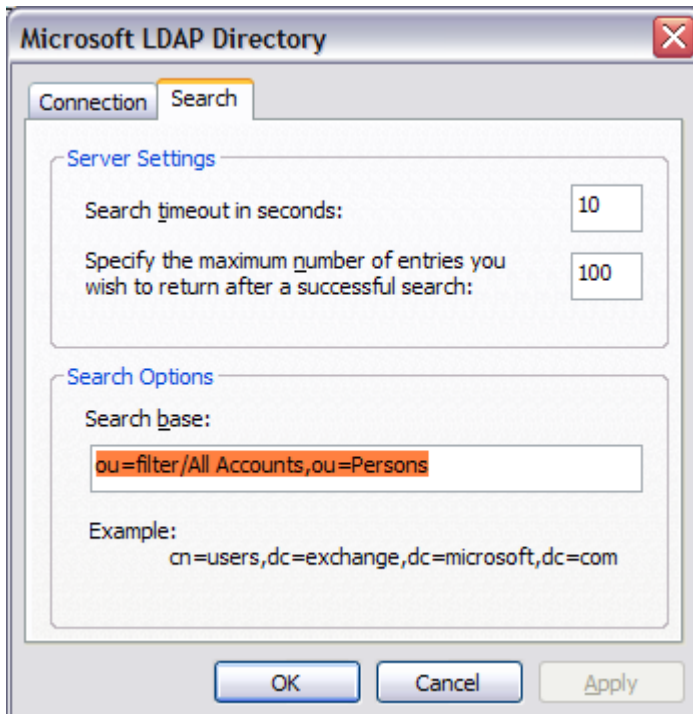 Microsoft LDAP Directory
Connection
Search
Server Settings
Search timeout in seconds:
10
Specify the maximum number of entries you
wish to return after a successful search:
100
Search Options
Search base:
ou=filter/All Accounts,ou=Persons
Example:
cn=users,dc=exchange,dc=microsoft,dc=com
OK
Cancel
Apply